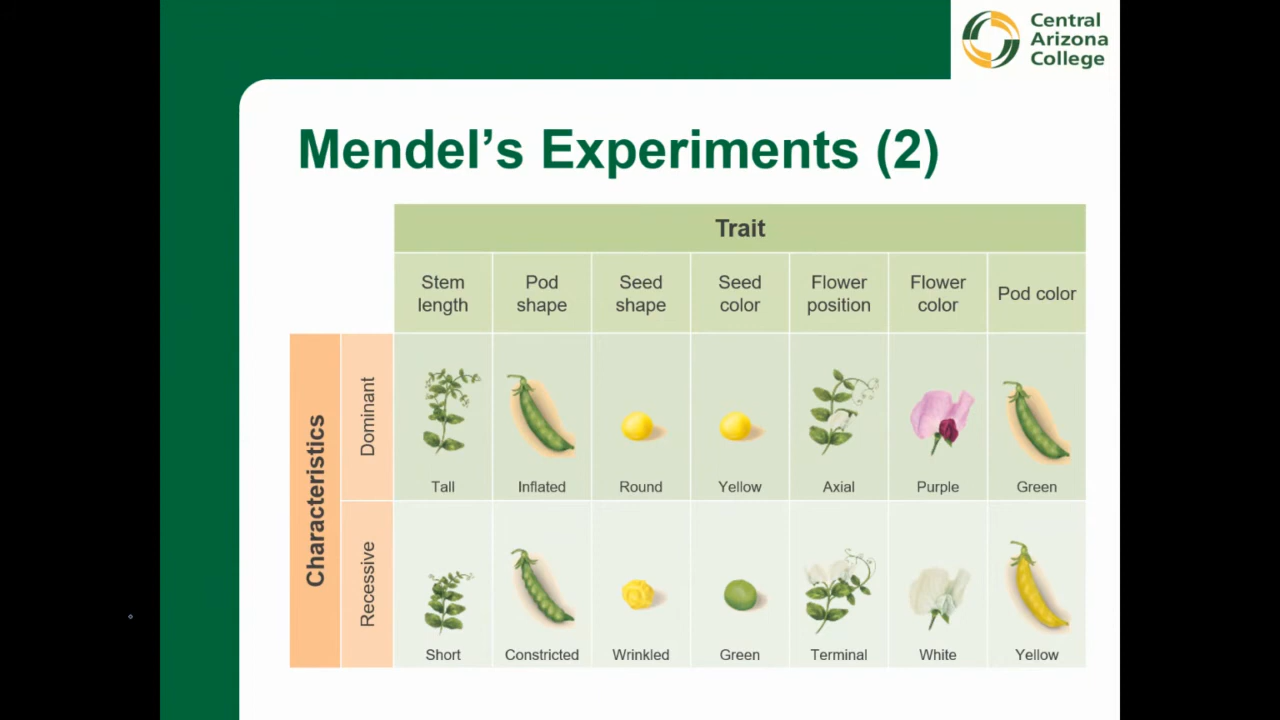 Central
Arizona
College
Mendel’s Experiments (2)
Trait
Stem
length
Pod
shape
Seed
shape
Seed
color
Flower
position
Flower
color
Pod color
Characteristics
Dominant
Tall
Inflated
Round
Yellow
Axial
Purple
Green
Recessive
Short
Constricted
Wrinkled
Green
Terminal
White
Yellow